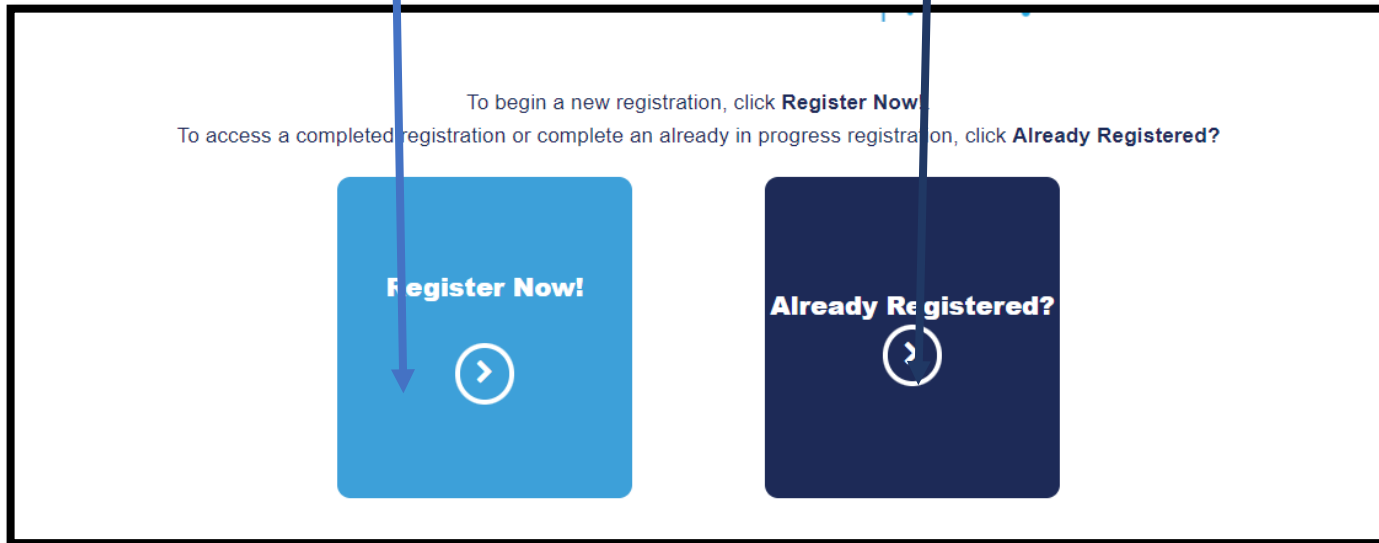 To begin a new registration, click Register Now!
To access a completed registration or complete an already in progress registration, click Already Registered?
Register Now!
Already Registered?